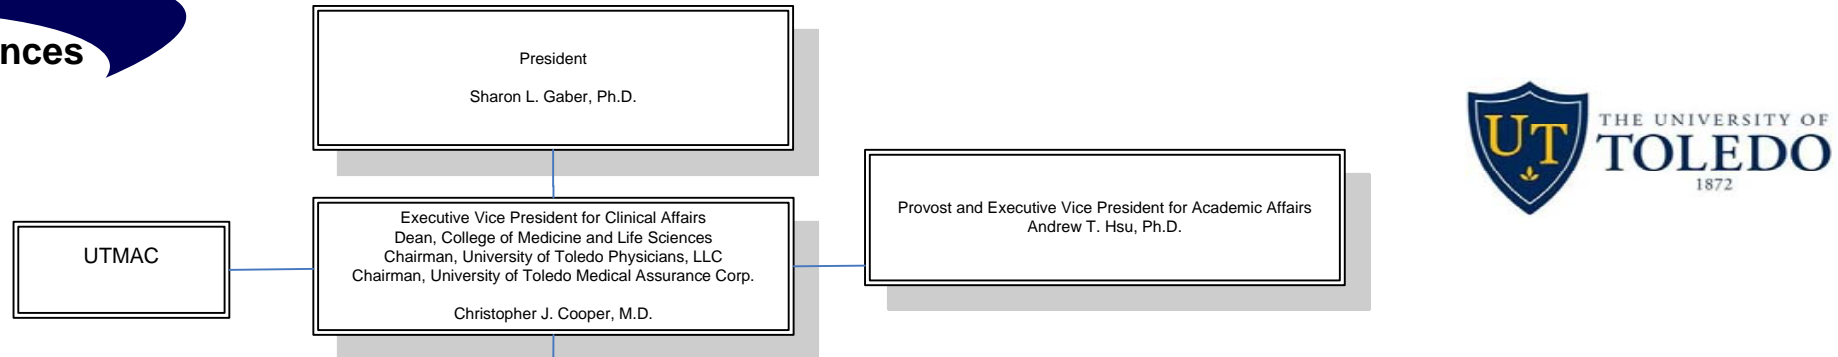 nces
President
Sharon L. Gaber, Ph.D.
UT
THE UNIVERSITY OF
TOLEDO
1872
Provost and Executive Vice President for Academic Affairs
Andrew T. Hsu, Ph.D.
UTMAC
Executive Vice President for Clinical Affairs
Dean, College of Medicine and Life Sciences
Chairman, University of Toledo Physicians, LLC
Chairman, University of Toledo Medical Assurance Corp.
Christopher J. Cooper, M.D.